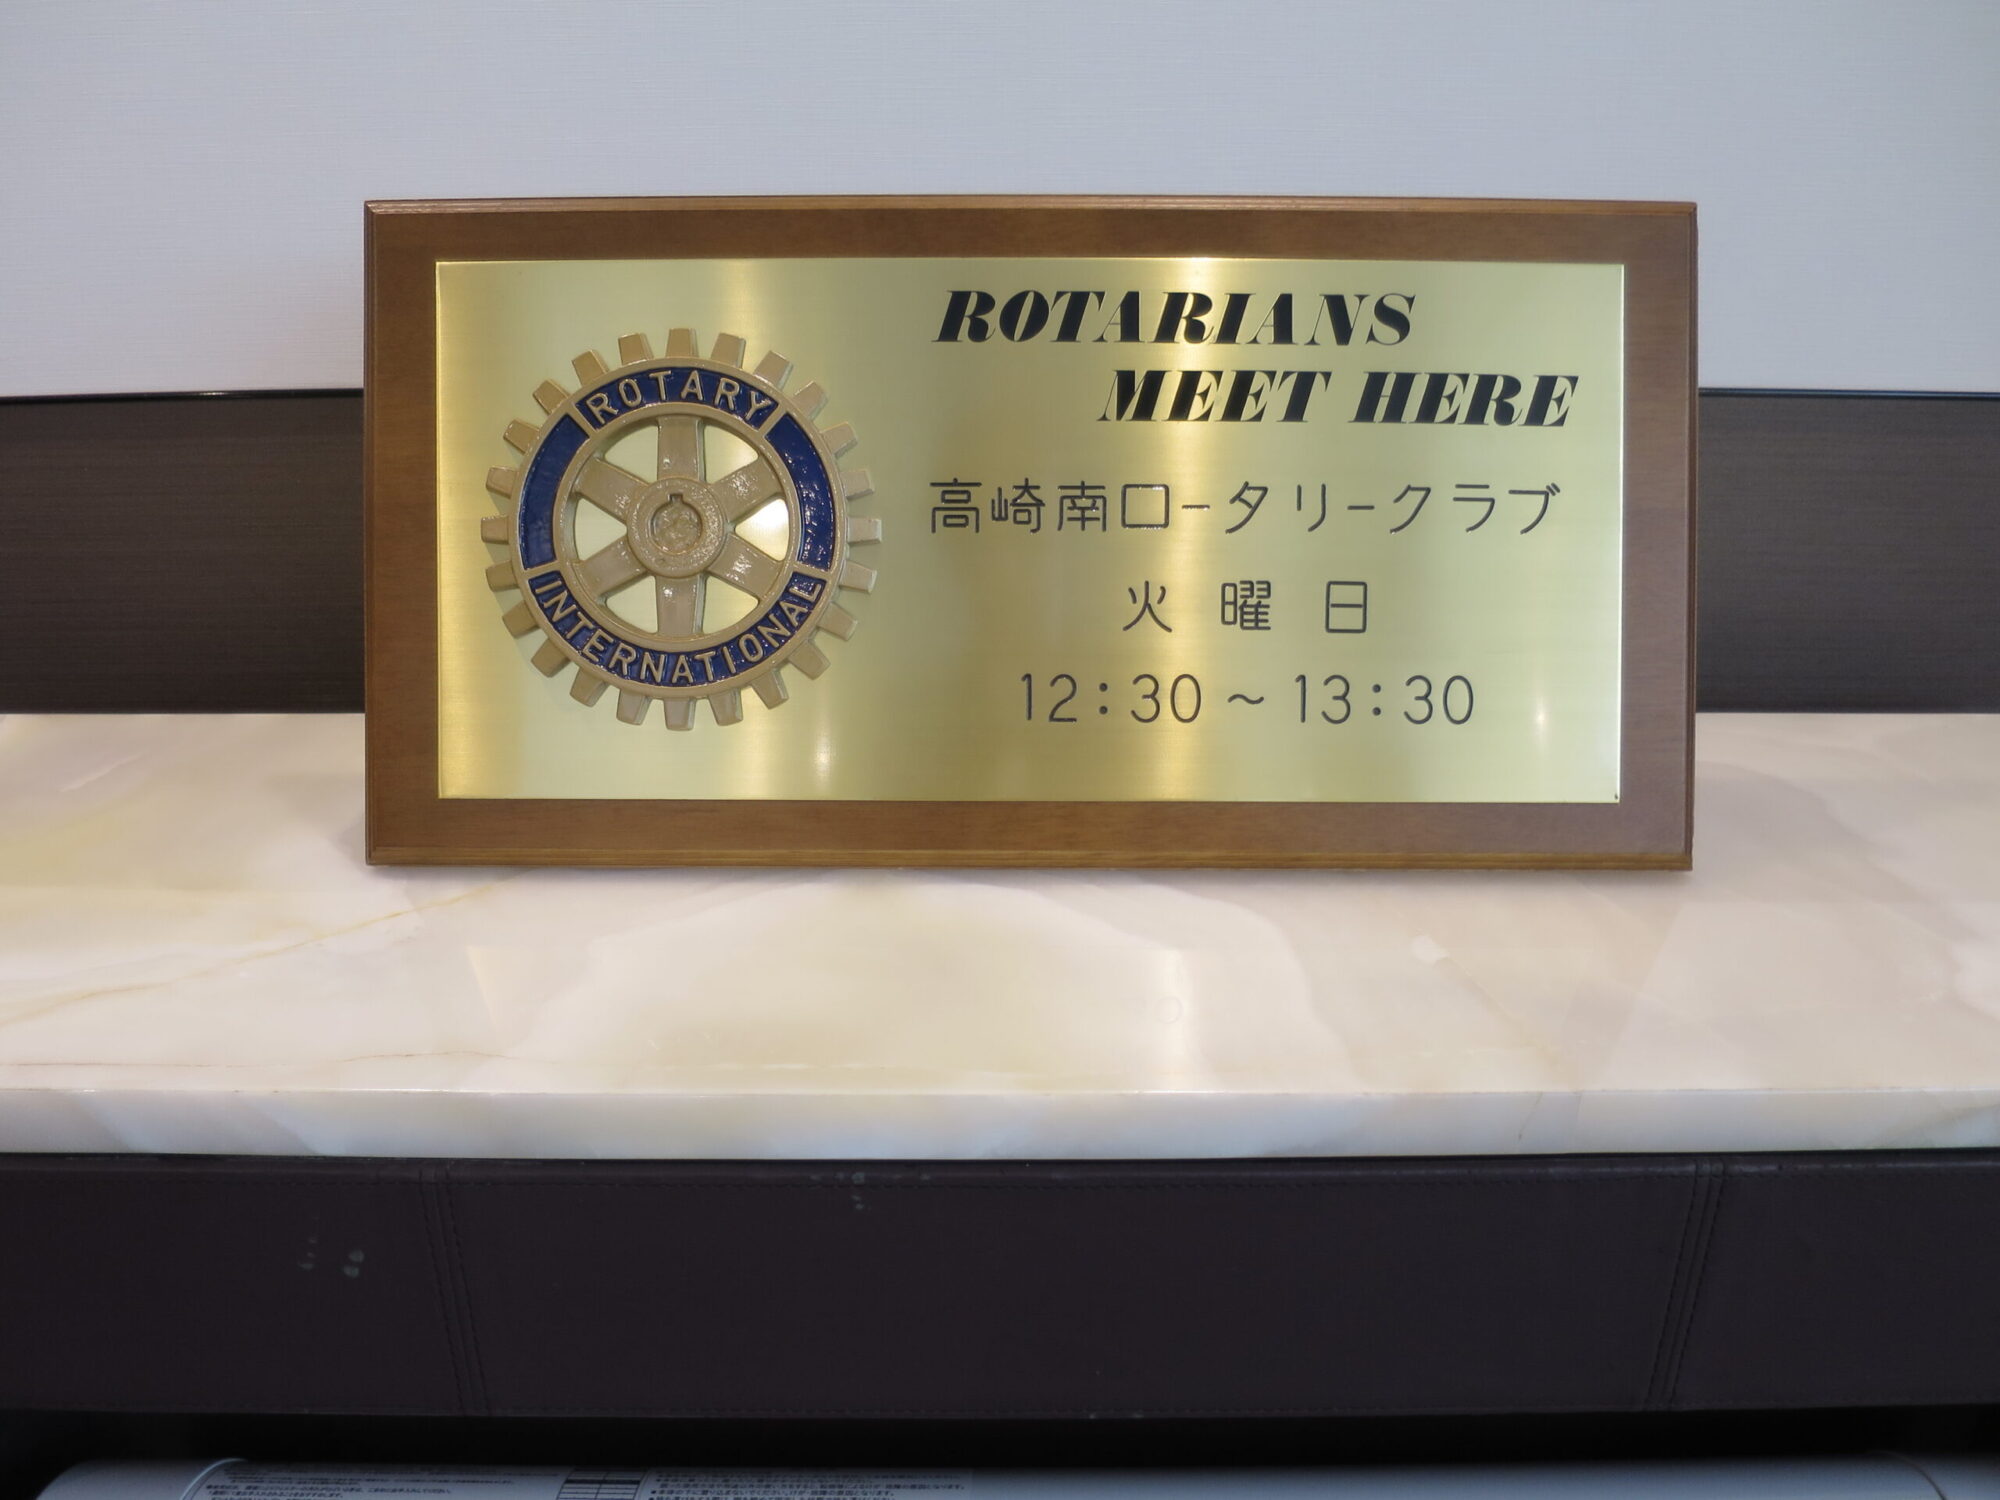 ROTARIANS
MEET HERE
ROTARY
INTERNATIONAL
高崎南ロータリークラブ
火曜日
12:30～13:30